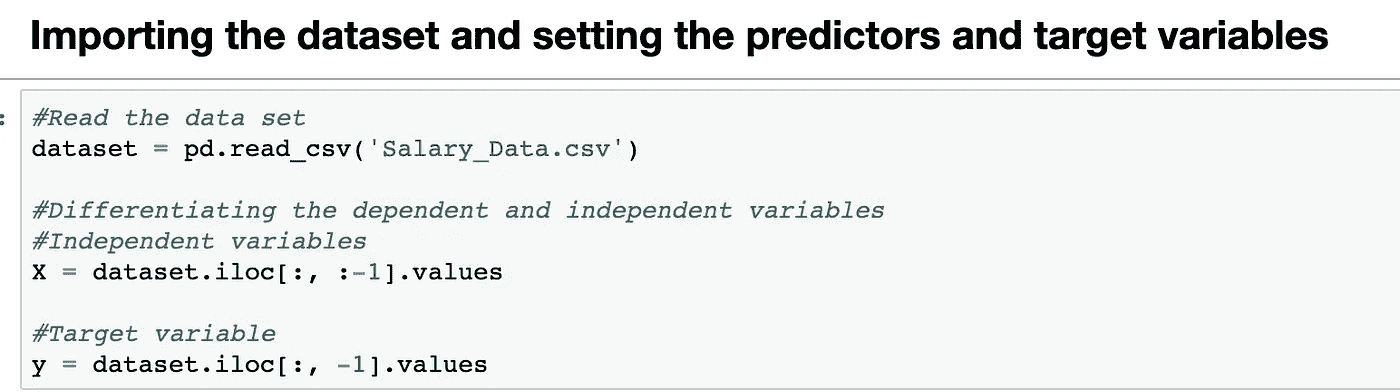 Importing the dataset and setting the predictors and target variables
:
#Read the data set
dataset = pd.read_csv('Salary_Data.csv')
#Differentiating the dependent and independent variables
#Independent variables
X = dataset.iloc[:, :-1].values
#Target variable
y = dataset.iloc[:, -1].values